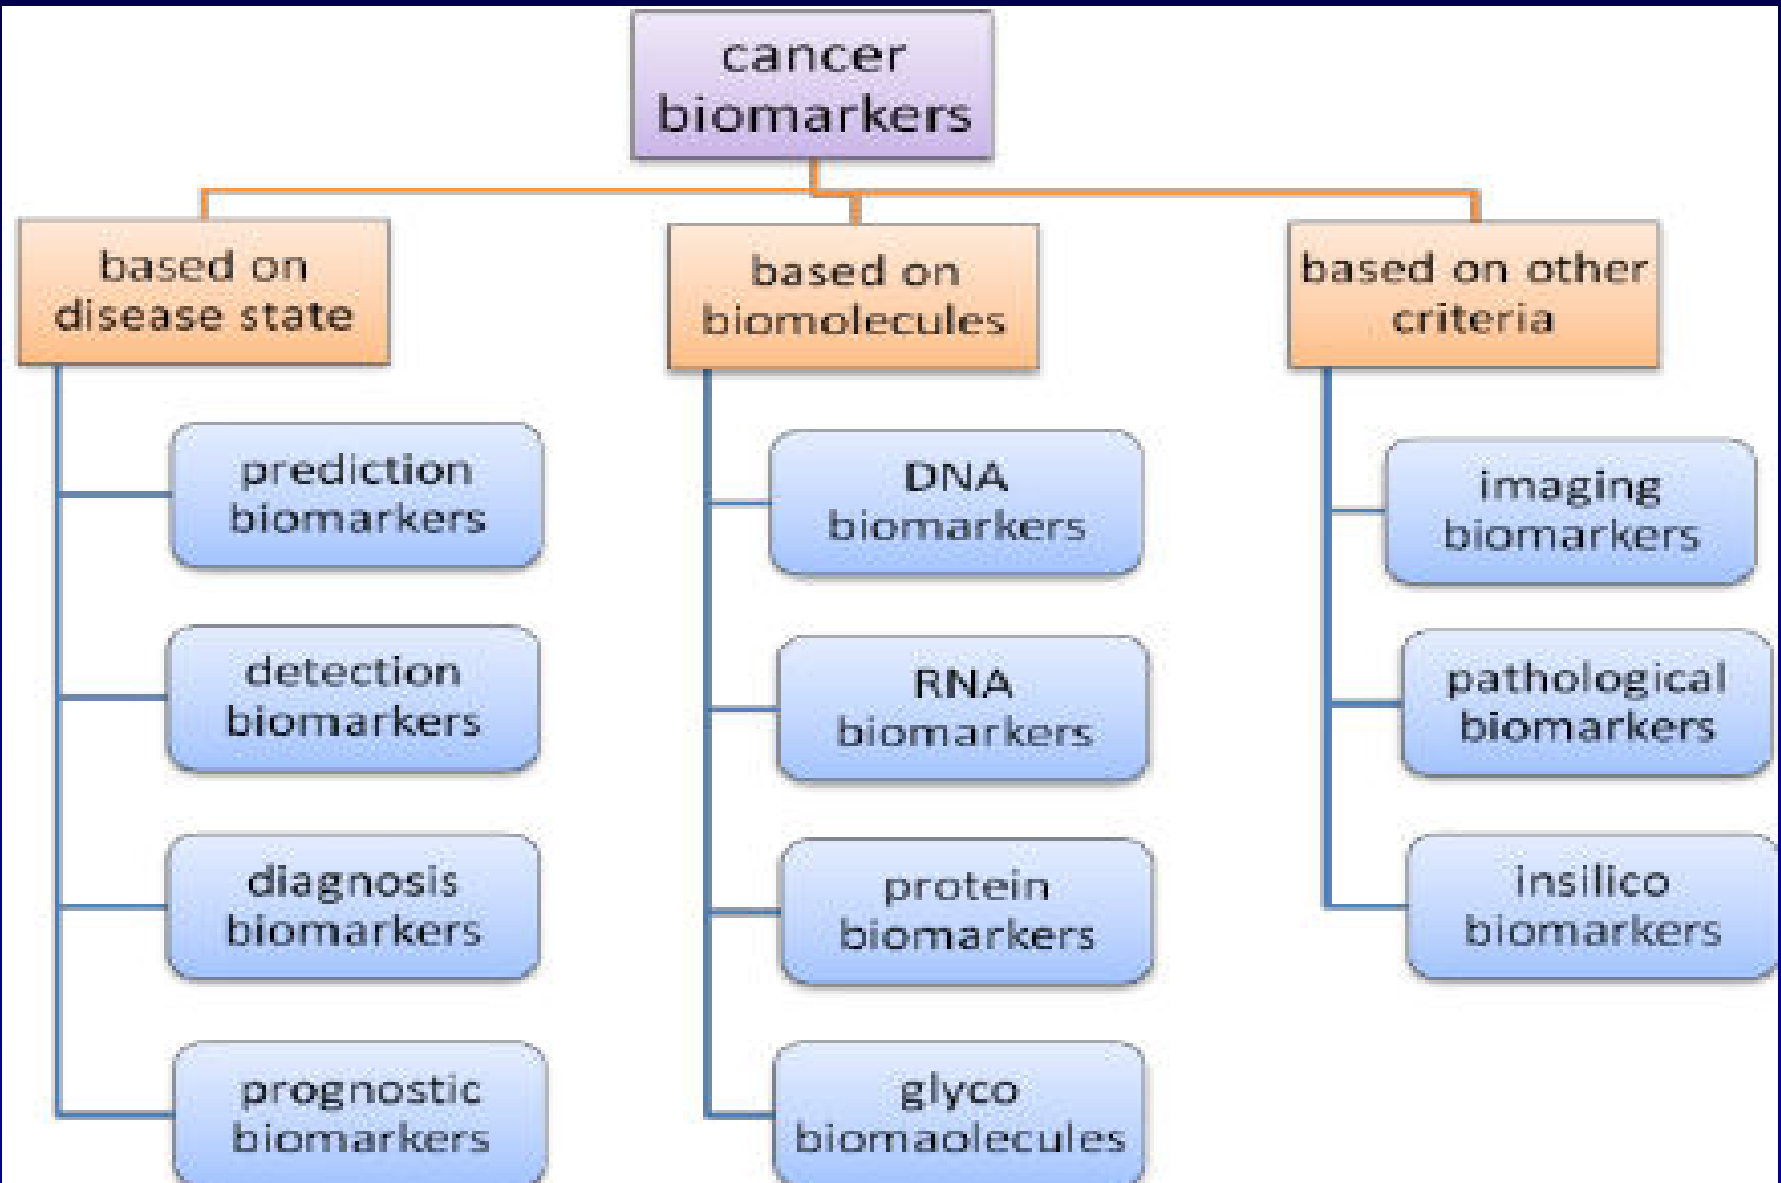 cancer
biomarkers
based on
disease state
prediction
biomarkers
detection
biomarkers
diagnosis
biomarkers
prognostic
biomarkers
based on
biomolecules
DNA
biomarkers
RNA
biomarkers
protein
biomarkers
glyco
biomaolecules
based on other
criteria
imaging
biomarkers
pathological
biomarkers
insilico
biomarkers